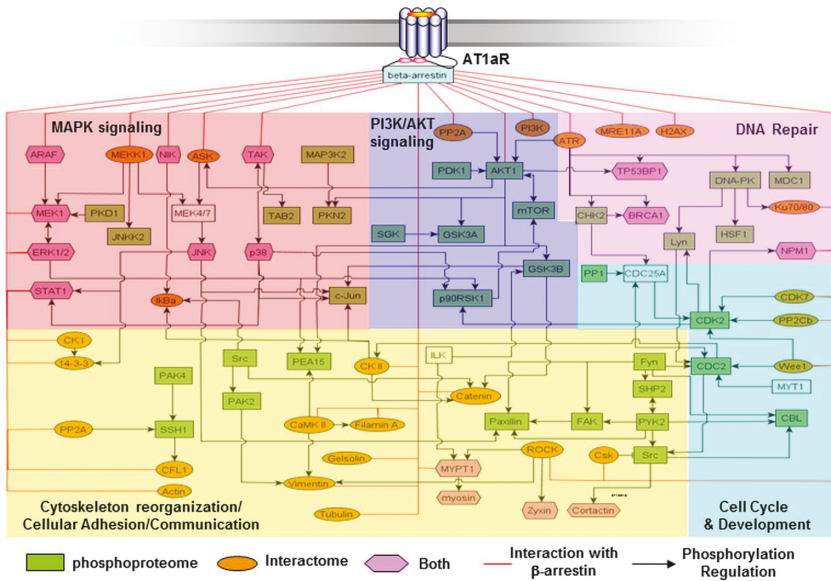 AT1aR
beta-arrestin
MAPK signaling
PI3K/AKT
signaling
DNA Repair
PP2A
PI3K
ATR
MRE11A
H2AX
ARAF
MEKK1
NIK
ASK
TAK
MAP3K2
PDK1
AKT1
TP53BP1
DNA-PK
MDC1
MEK1
PKD1
MEK4/7
TAB2
PKN2
mTOR
CHK2
BRCA1
Ku70/80
JNKK2
SGK
GSK3A
Lyn
HSF1
ERK1/2
JNK
p38
GSK3B
PP1
CDC25A
NPM1
STAT1
IkBa
c-Jun
p90RSK1
CDK2
CDK7
PP2Cb
CK I
14-3-3
Src
PEA15
CK II
ILK
Fyn
CDC2
Wee1
PAK4
PAK2
Catenin
SHP2
MYT1
PP2A
SSH1
CaMK II
Filamin A
Paxillin
FAK
PYK2
CBL
CFL1
Gelsolin
MYPT1
ROCK
Csk
Src
Actin
Vimentin
myosin
Tubulin
Zyxin
Cortactin
Cytoskeleton reorganization/
Cellular Adhesion/Communication
Cell Cycle
& Development
phosphoproteome
Interactome
Both
Interaction with
β-arrestin
Phosphorylation
Regulation